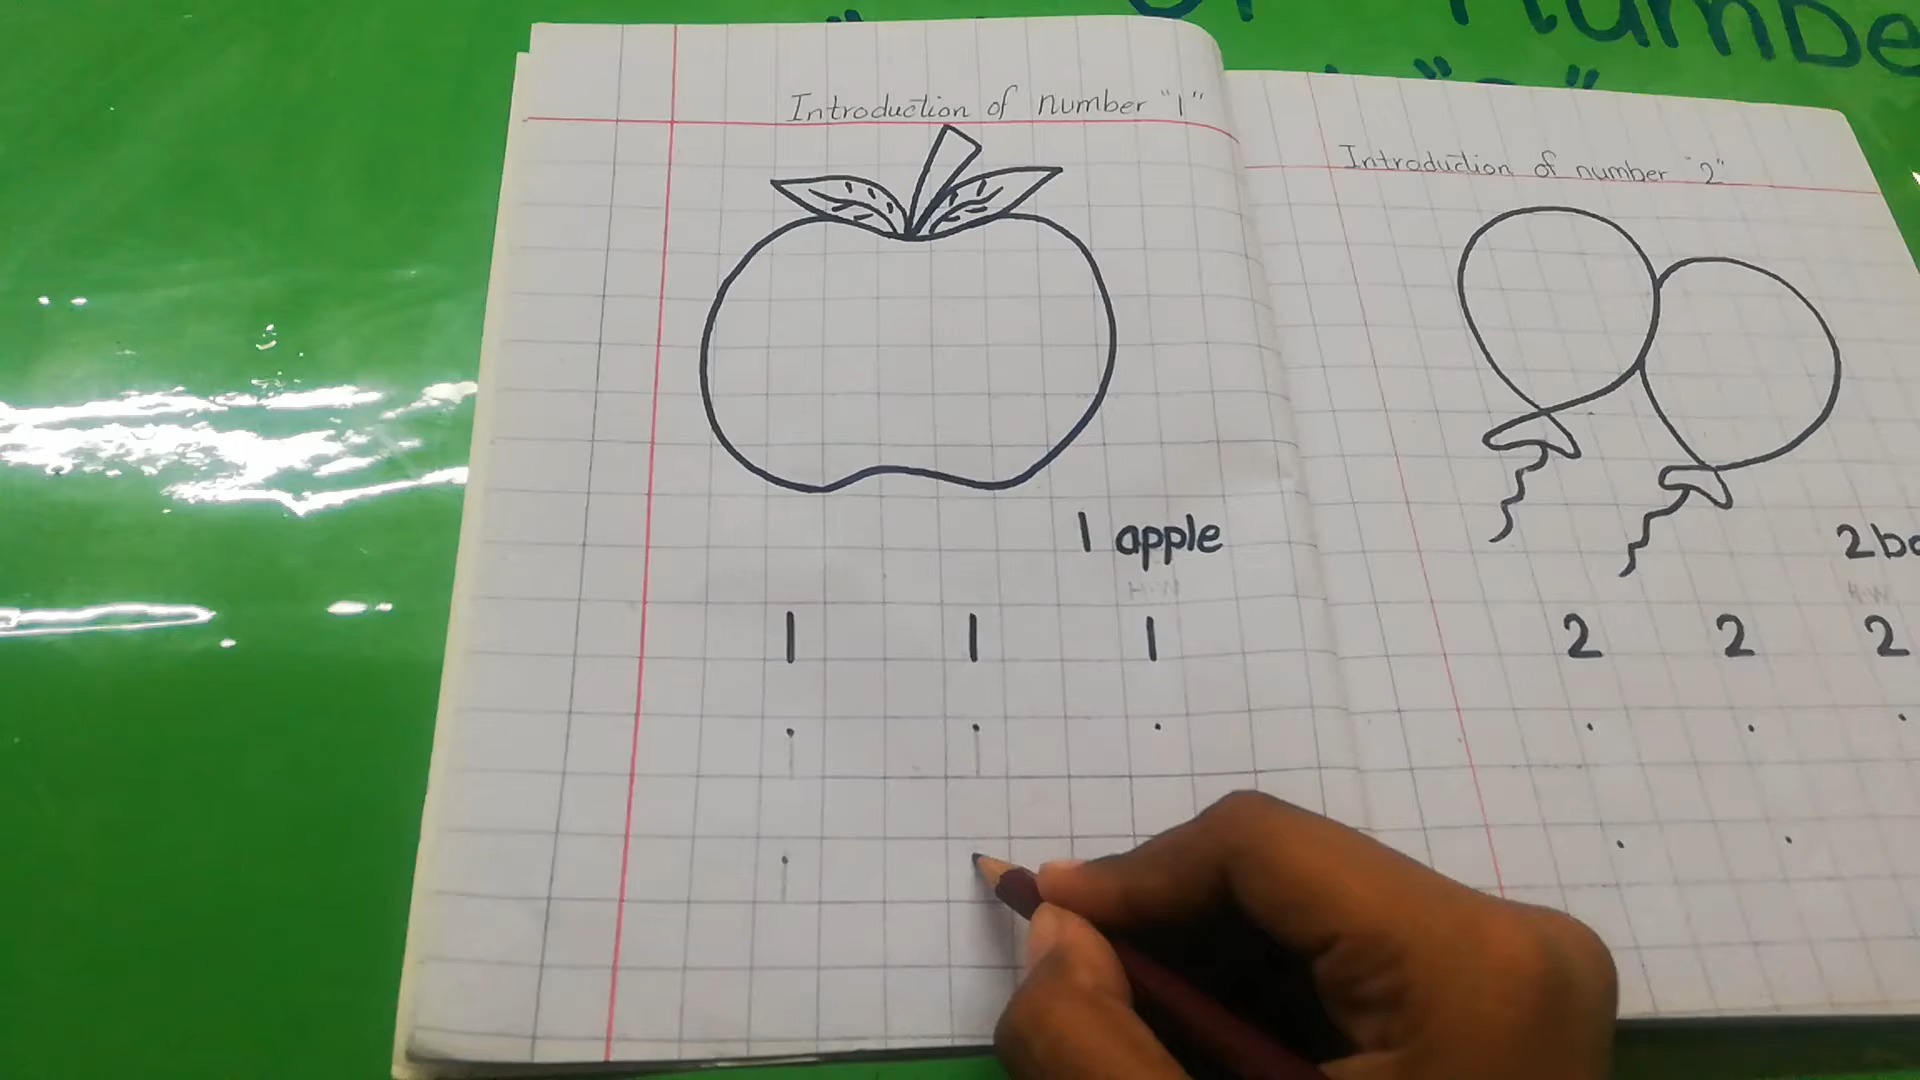 Introduction of number "1"
1 apple
H.W
1 1 1
Introduction of number "2"
H.W
2 2 2